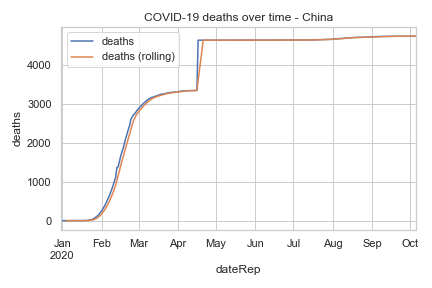 COVID-19 deaths over time - China
deaths
deaths (rolling)
deaths
4000
3000
2000
1000
0
Jan
2020
Feb
Mar
Apr
May
Jun
Jul
Aug
Sep
Oct
dateRep